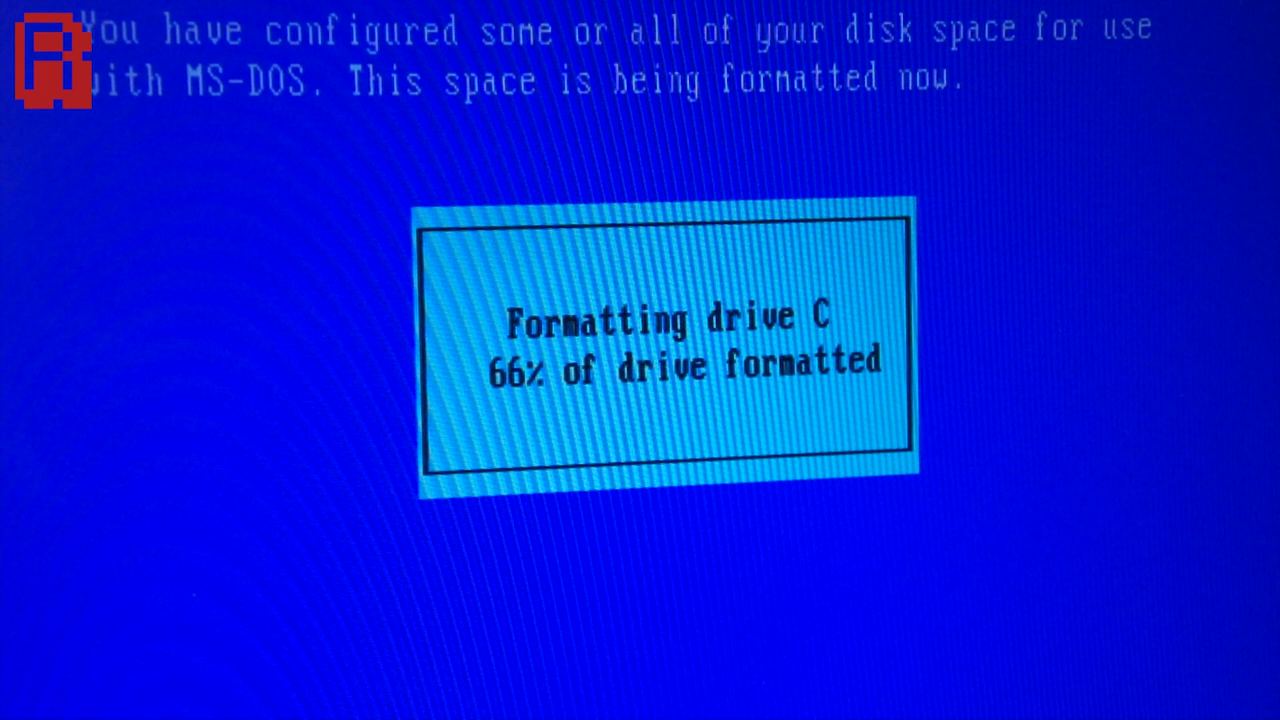 You have configured some or all of your disk space for use
with MS-DOS. This space is being formatted now.
Formatting drive C
66% of drive formatted